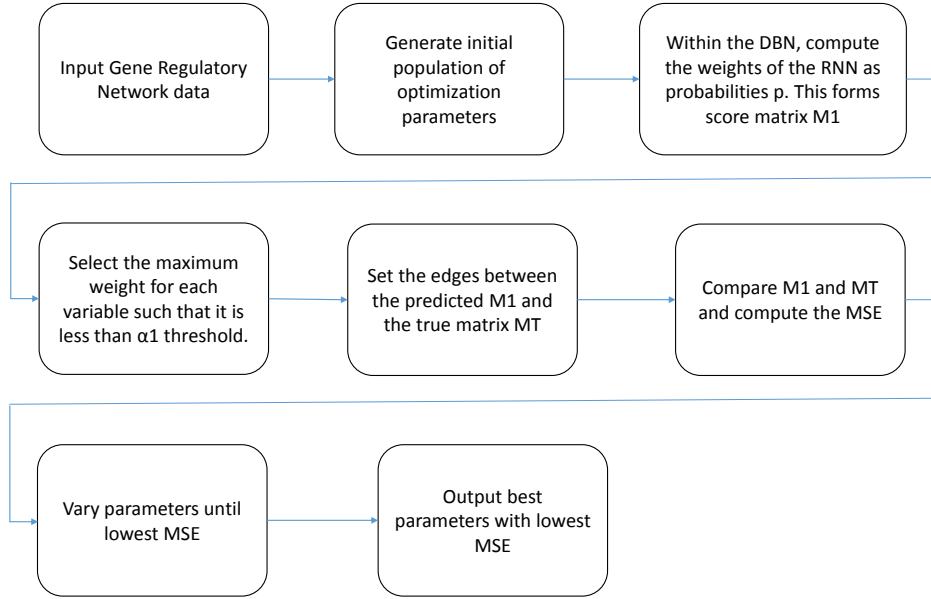 Input Gene Regulatory
Network data
Generate initial
population of
optimization
parameters
Within the DBN, compute
the weights of the RNN as
probabilities p. This forms
score matrix M1
Select the maximum
weight for each
variable such that it is
less than α1 threshold.
Set the edges between
the predicted M1 and
the true matrix MT
Compare M1 and MT
and compute the MSE
Vary parameters until
lowest MSE
Output best
parameters with lowest
MSE